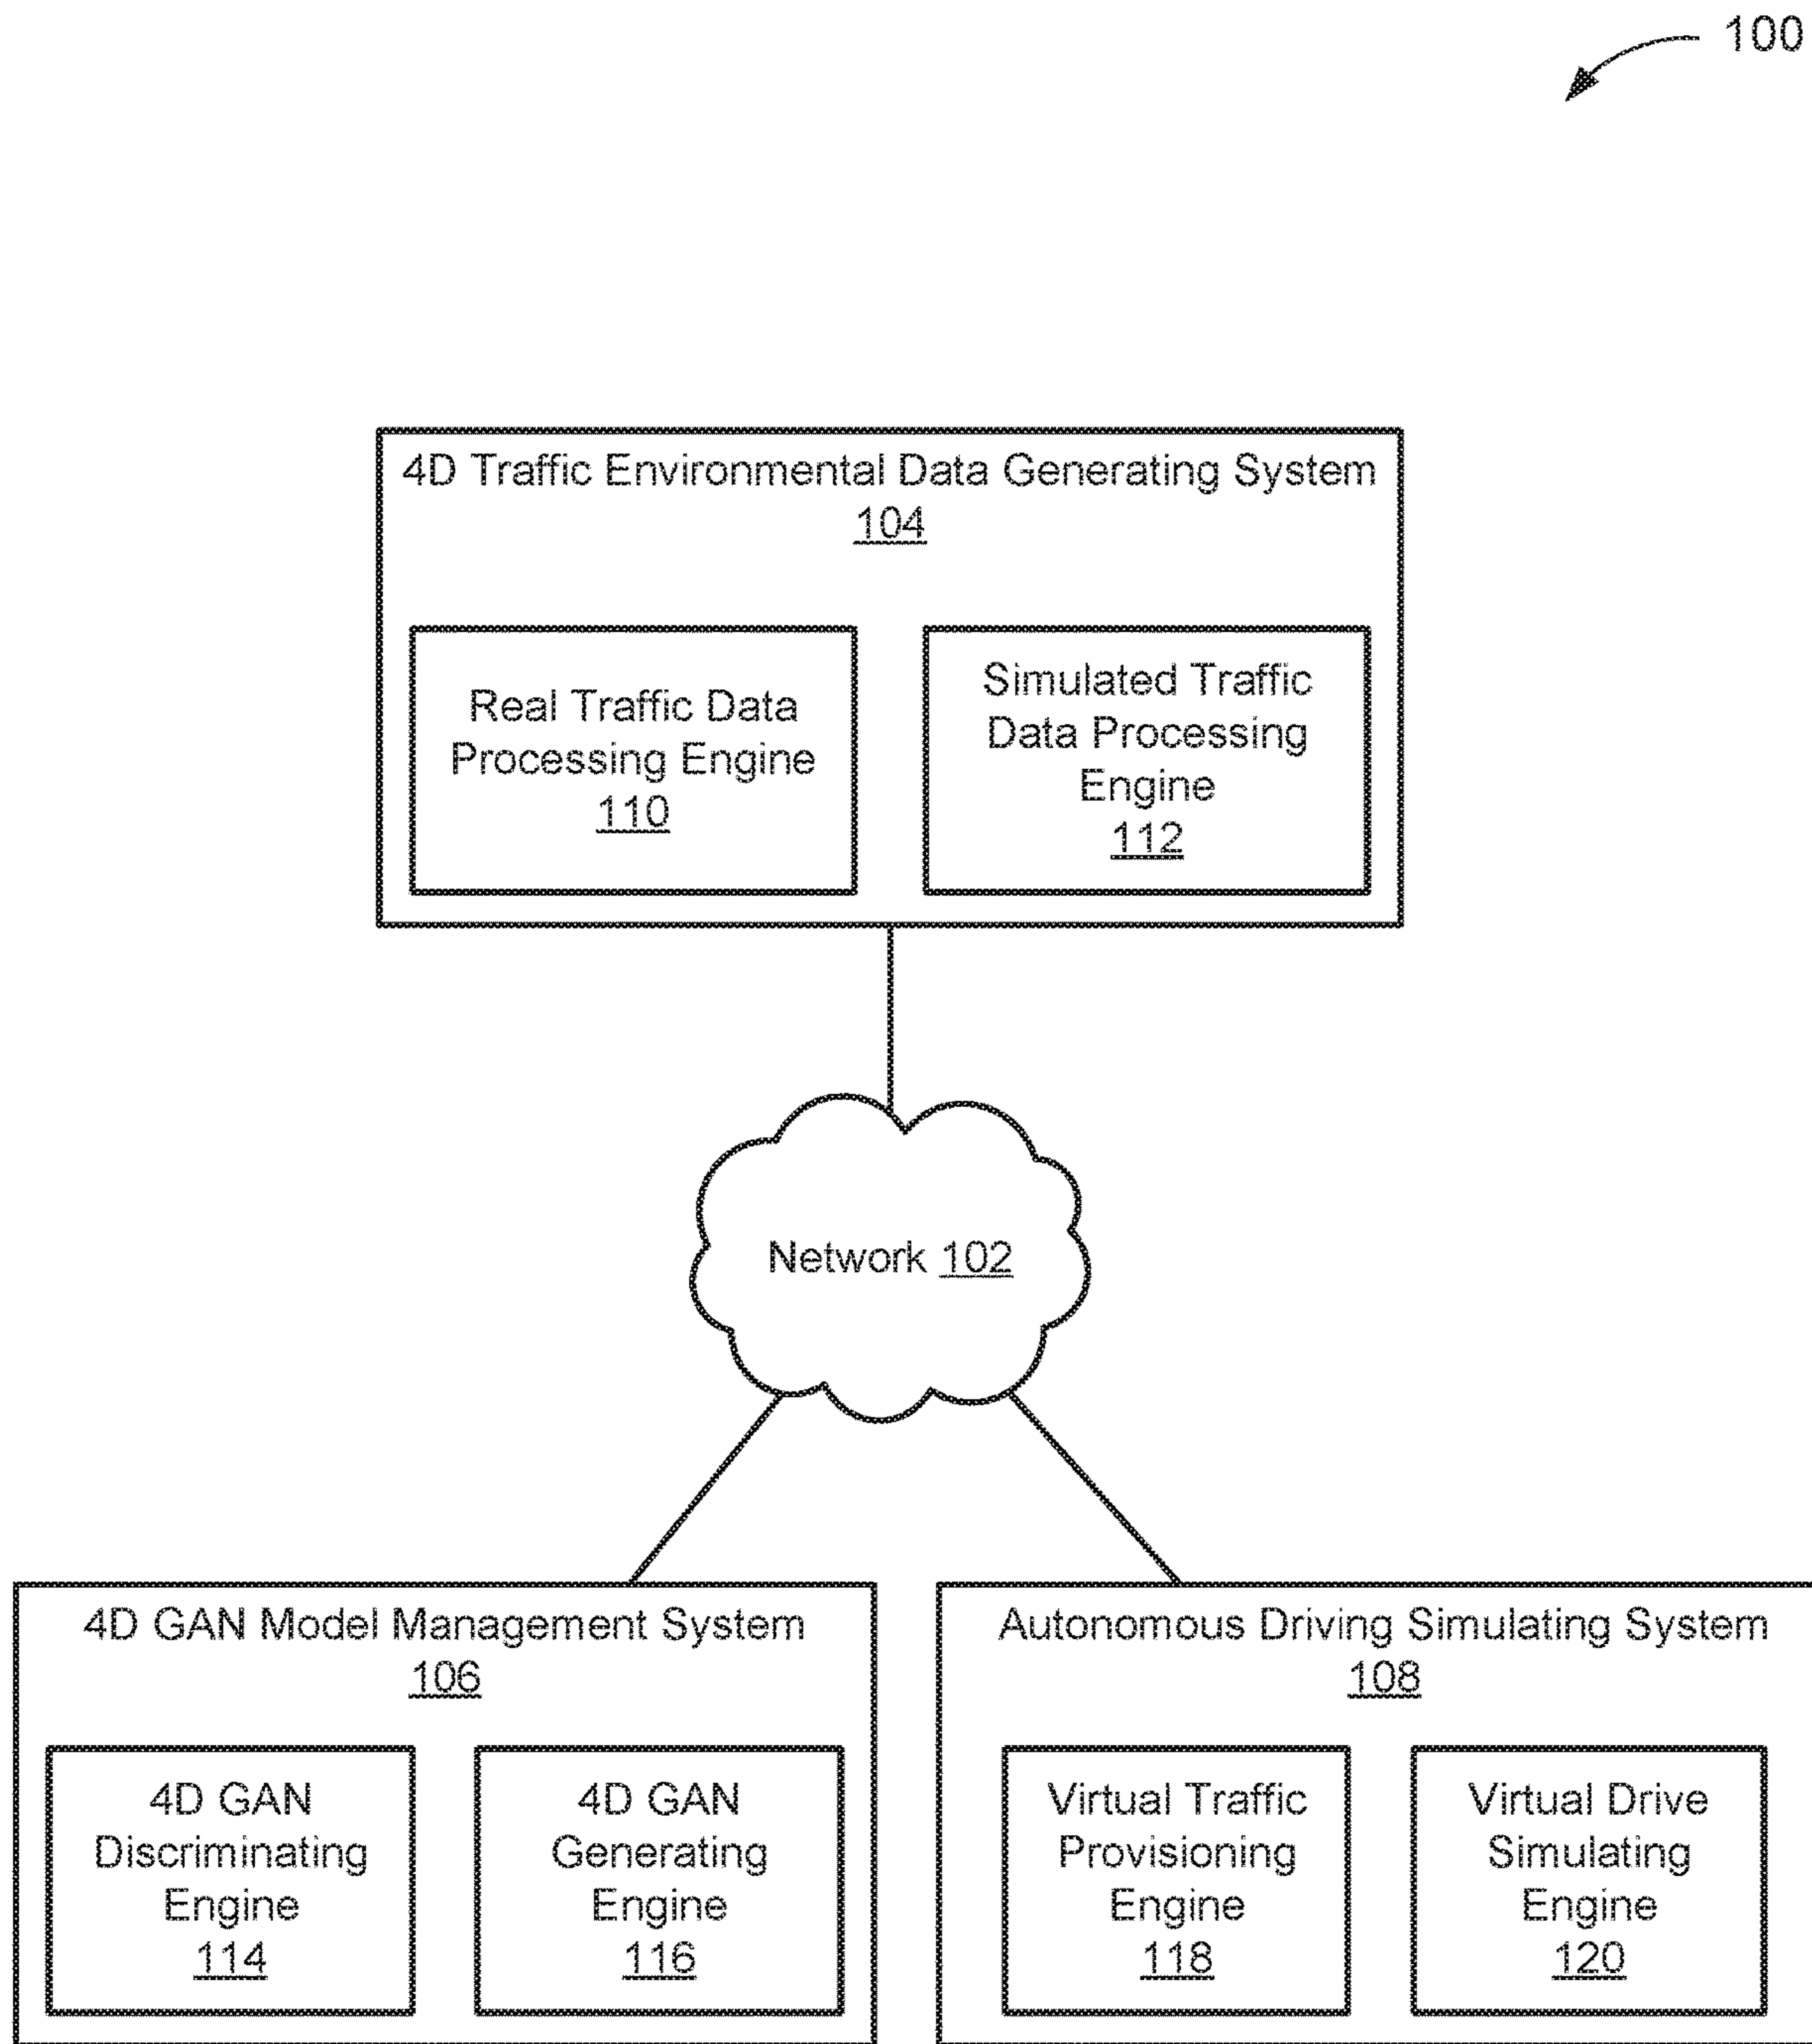 100
4D Traffic Environmental Data Generating System
104
Real Traffic Data
Processing Engine
110
Simulated Traffic
Data Processing
Engine
112
Network 102
4D GAN Model Management System
106
4D GAN
Discriminating
Engine
114
4D GAN
Generating
Engine
116
Autonomous Driving Simulating System
108
Virtual Traffic
Provisioning
Engine
118
Virtual Drive
Simulating
Engine
120